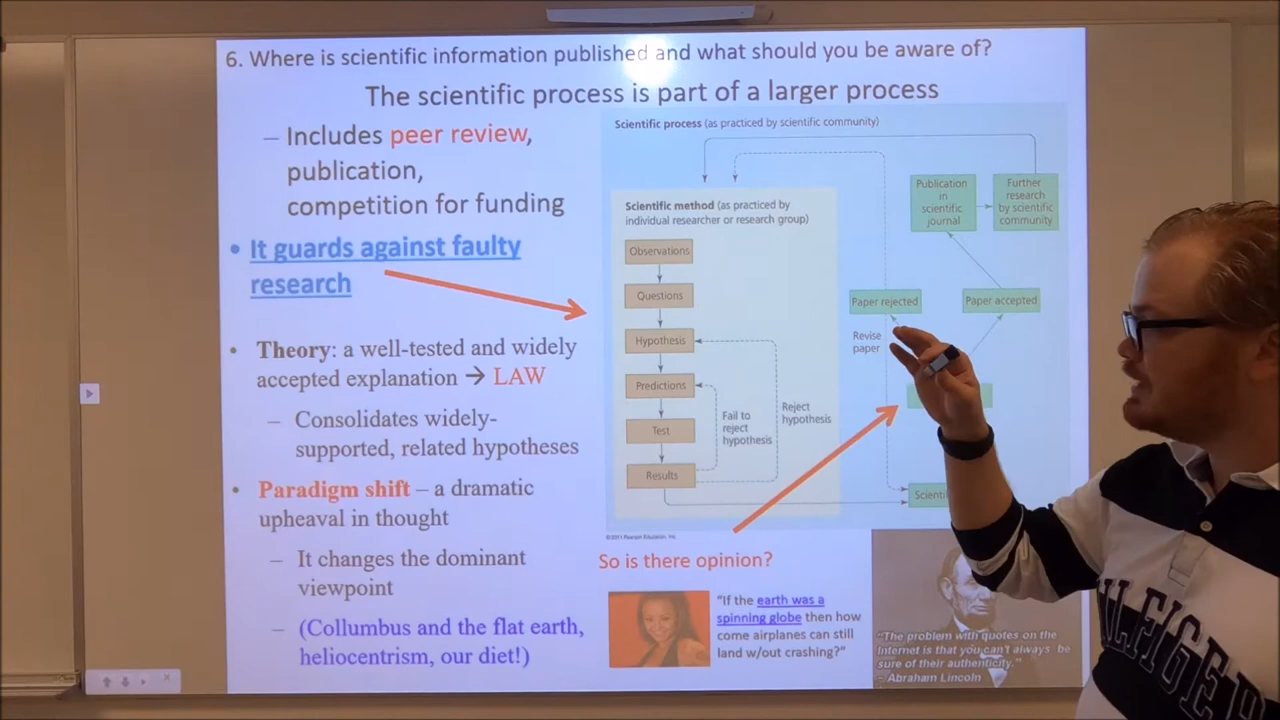 6. Where is scientific information published and what should you be aware of?
The scientific process is part of a larger process
– Includes peer review,
publication,
competition for funding
• It guards against faulty
research
• Theory: a well-tested and widely
accepted explanation → LAW
– Consolidates widely-
supported, related hypotheses
• Paradigm shift – a dramatic
upheaval in thought
– It changes the dominant
viewpoint
– (Collumbus and the flat earth,
heliocentrism, our diet!)
Scientific process (as practiced by scientific community)
Scientific method (as practiced by
individual researcher or research group)
Observations
Questions
Hypothesis
Predictions
Test
Results
Fail to
reject
hypothesis
Reject
hypothesis
Publication
in
scientific
journal
Further
research
by scientific
community
Paper rejected
Paper accepted
Revise
paper
©2011 Pearson Education, Inc.
So is there opinion?
“If the earth was a
spinning globe then how
come airplanes can still
land w/out crashing?”
“The problem with quotes on the
Internet is that you can't always be
sure of their authenticity.”
- Abraham Lincoln
HILFIGER